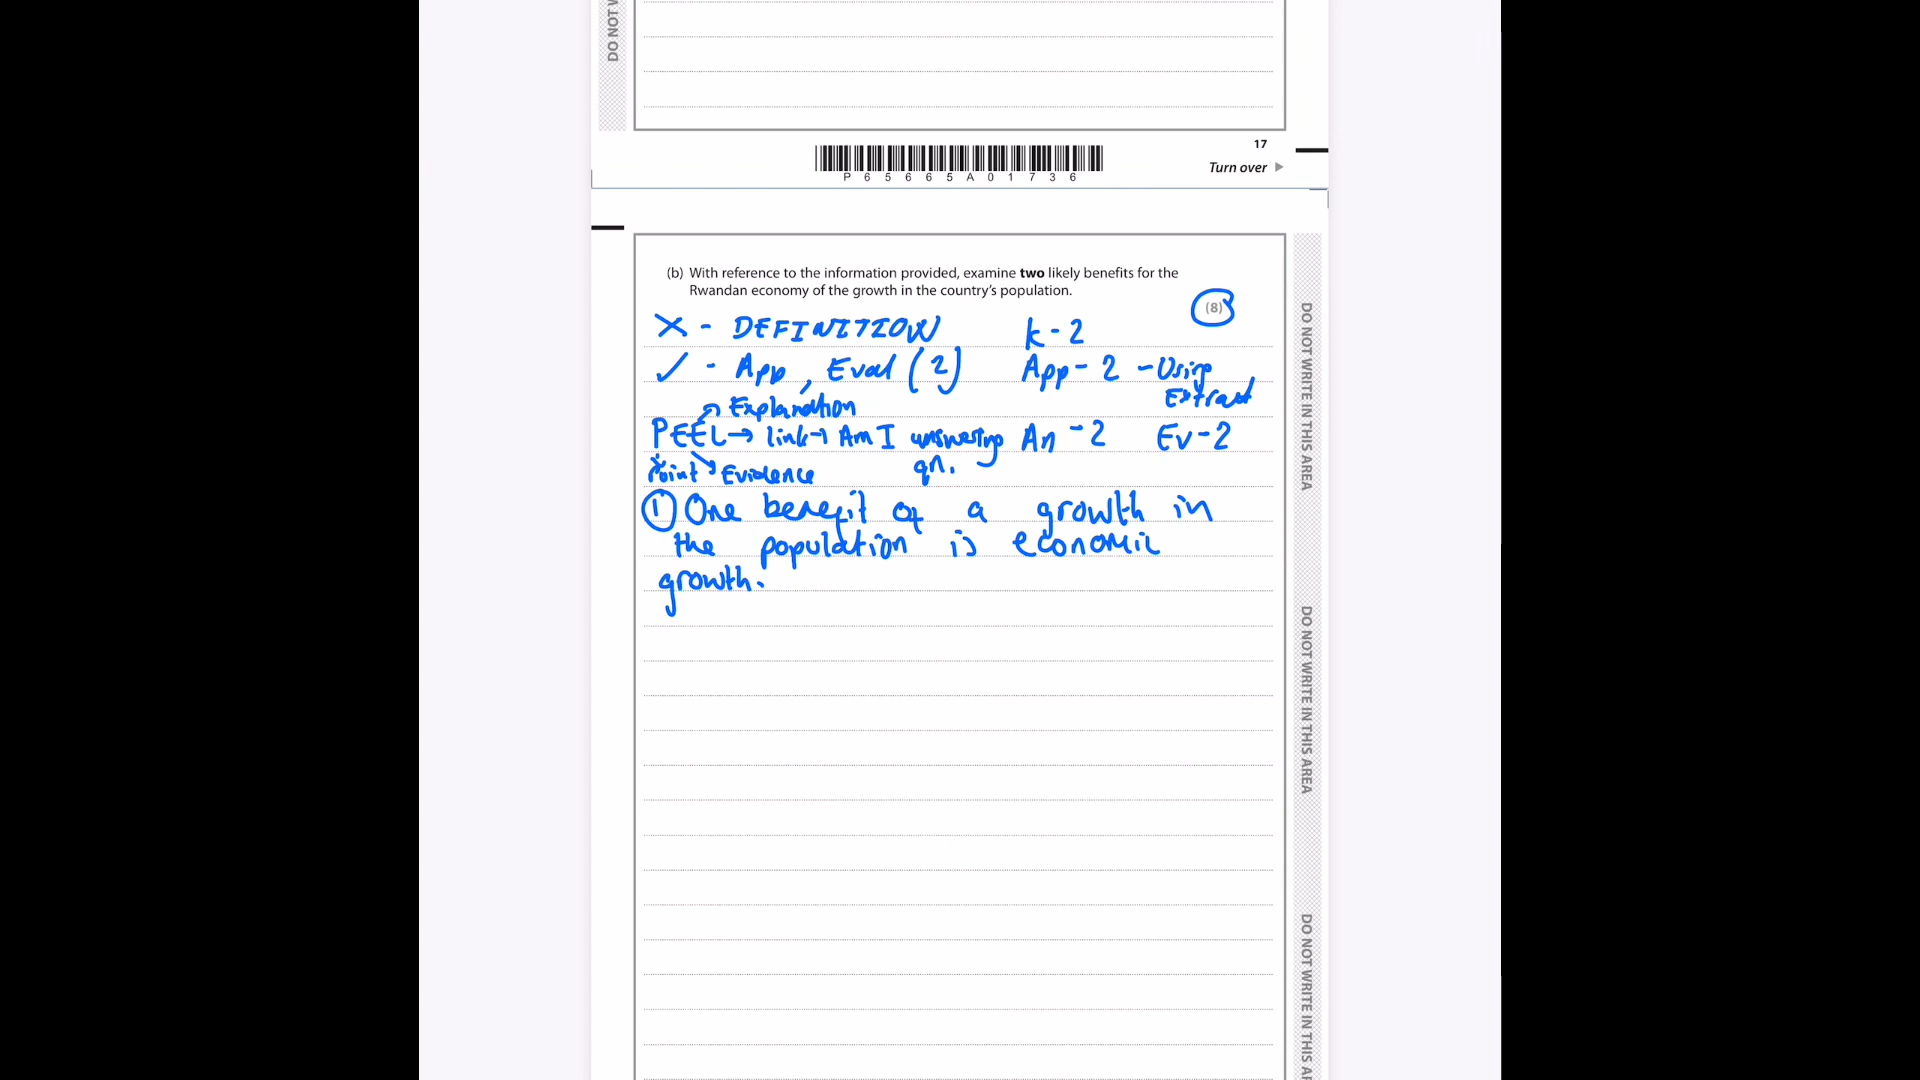 DO NOT W
17
Turn over
P 6 5 6 6 5 A 0 1 7 3 6
(b) With reference to the information provided, examine two likely benefits for the
Rwandan economy of the growth in the country's population.
(8)
X - DEFINITION K - 2
✓ - App, Eval (2) App - 2 - Using
Extract
Explanation
PEEL → link → Am I answering An - 2 Ev - 2
Point Evidence qn.
① One benefit of a growth in
the population is economic
growth.
DO NOT WRITE IN THIS AREA
DO NOT WRITE IN THIS AREA
DO NOT WRITE IN THIS AR